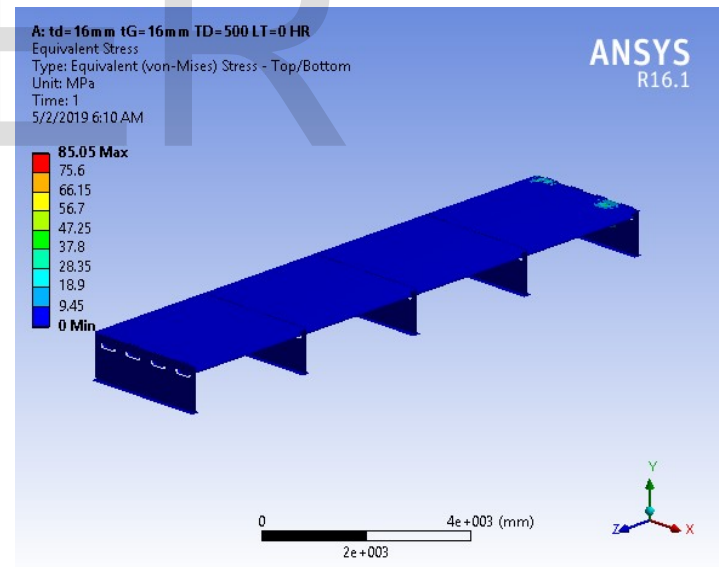 A: td=16mm tG=16mm TD=500 LT=0 HR
Equivalent Stress
Type: Equivalent (von-Mises) Stress - Top/Bottom
Unit: MPa
Time: 1
5/2/2019 6:10 AM
ANSYS
R16.1
85.05 Max
75.6
66.15
56.7
47.25
37.8
28.35
18.9
9.45
0 Min
0
4e+003 (mm)
2e+003
Y
Z
X